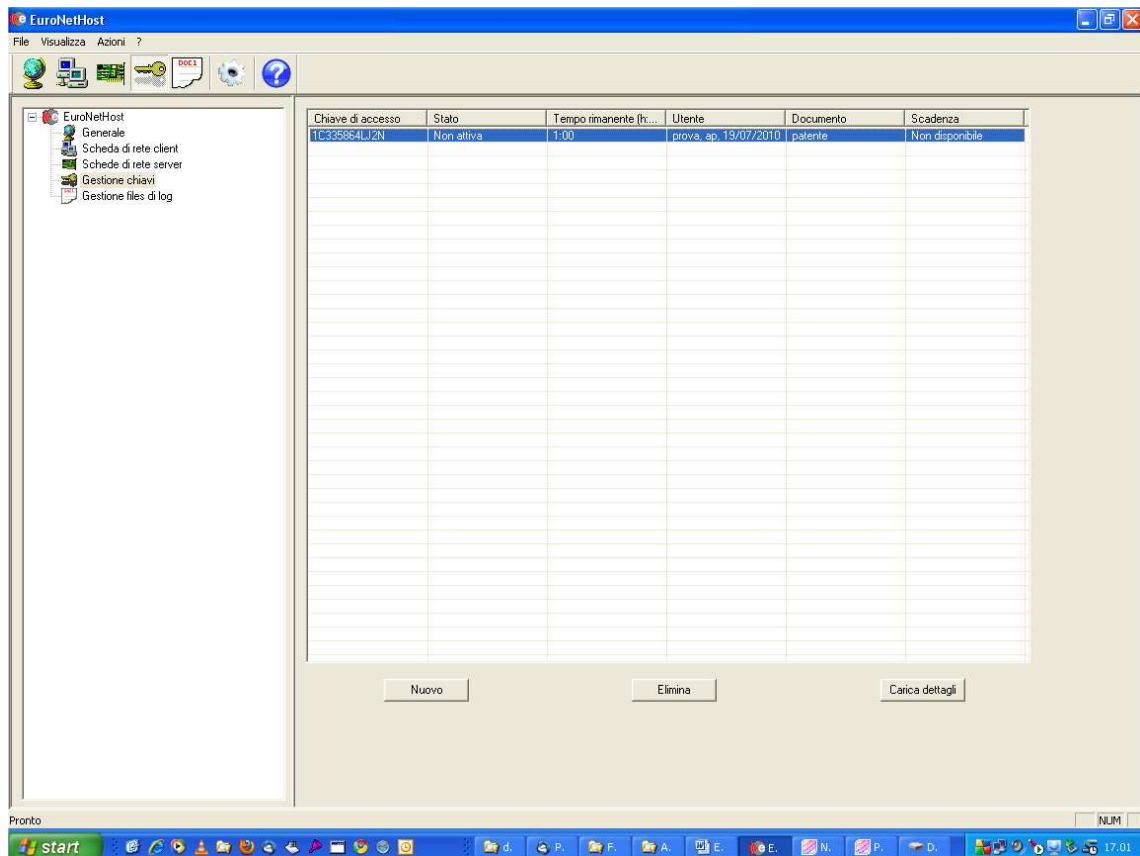 EuroNetHost
File Visualizza Azioni ?
DOC1
EuroNetHost
Generale
Scheda di rete client
Schede di rete server
Gestione chiavi
Gestione files di log
Chiave di accesso Stato Tempo rimanente (h:... Utente Documento Scadenza
1C335864LJ2N Non attiva 1:00 prova, ap, 19/07/2010 patente Non disponibile
Nuovo Elimina Carica dettagli
Pronto NUM
start d. P. F. A. E. E. N. P. D. 17.01